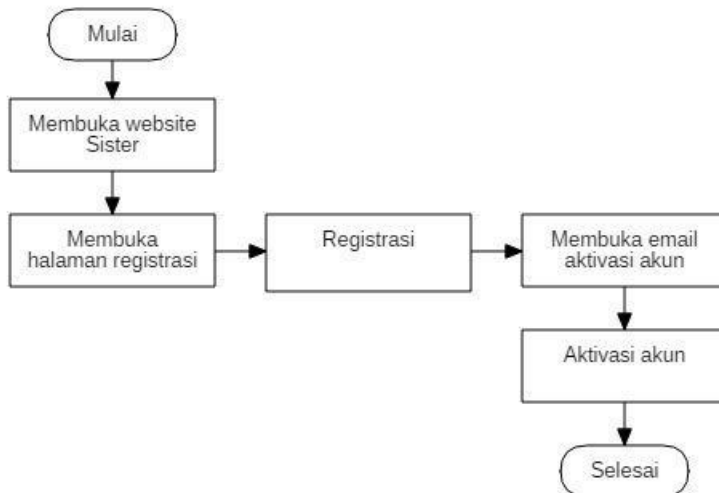 Mulai
Membuka website
Sister
Membuka
halaman registrasi
Registrasi
Membuka email
aktivasi akun
Aktivasi akun
Selesai